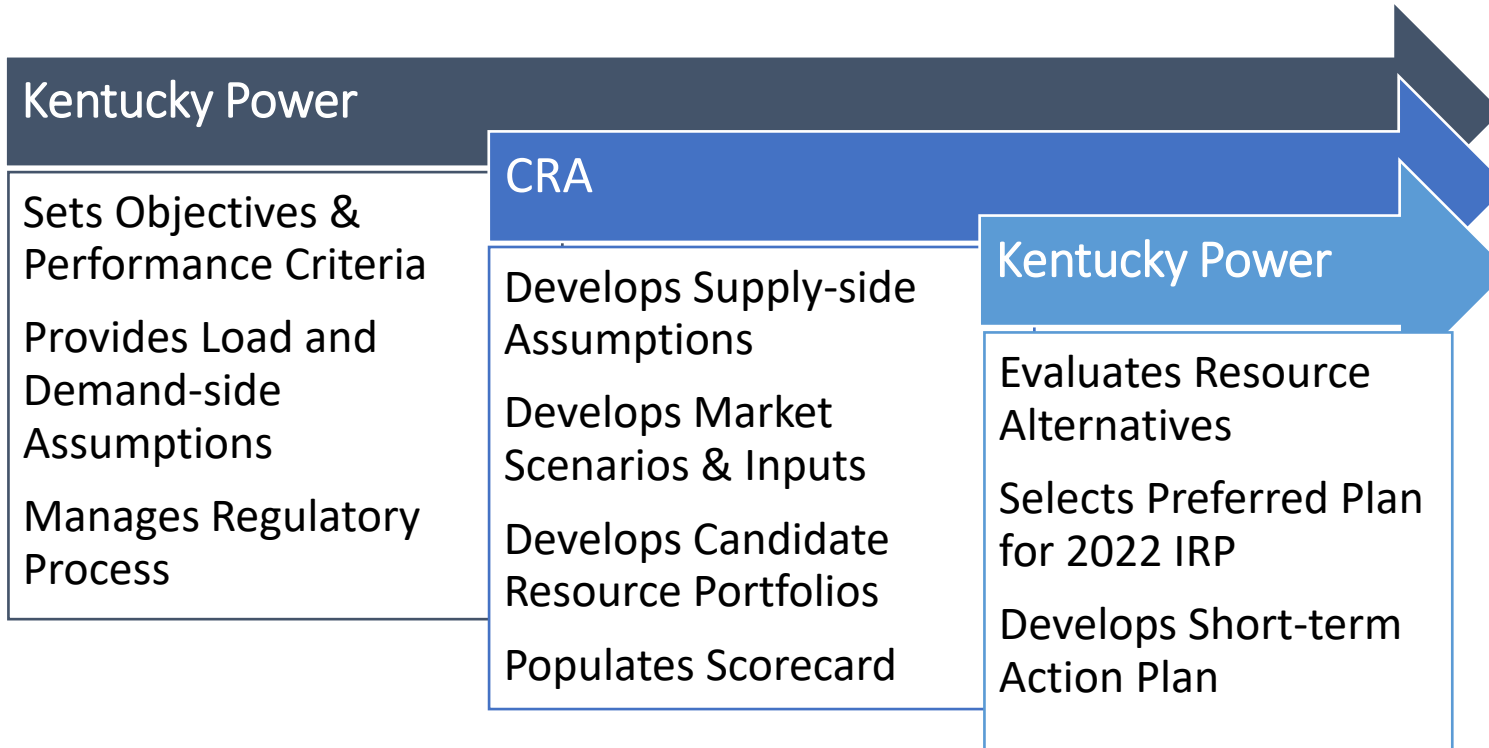 Kentucky Power
Sets Objectives &
Performance Criteria
Provides Load and
Demand-side
Assumptions
Manages Regulatory
Process
CRA
Develops Supply-side
Assumptions
Develops Market
Scenarios & Inputs
Develops Candidate
Resource Portfolios
Populates Scorecard
Kentucky Power
Evaluates Resource
Alternatives
Selects Preferred Plan
for 2022 IRP
Develops Short-term
Action Plan